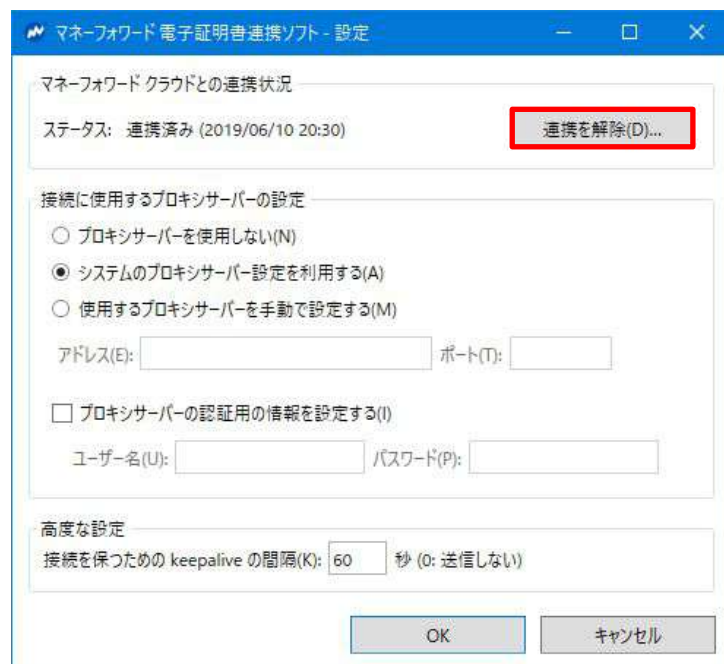 マネーフォワード 電子証明書連携ソフト - 設定
マネーフォワード クラウドとの連携状況
ステータス: 連携済み (2019/06/10 20:30)
連携を解除(D)...
接続に使用するプロキシサーバーの設定
プロキシサーバーを使用しない(N)
システムのプロキシサーバー設定を利用する(A)
使用するプロキシサーバーを手動で設定する(M)
アドレス(E): ポート(T):
プロキシサーバーの認証用の情報を設定する(I)
ユーザー名(U): パスワード(P):
高度な設定
接続を保つための keepalive の間隔(K): 60 秒 (0: 送信しない)
OK キャンセル